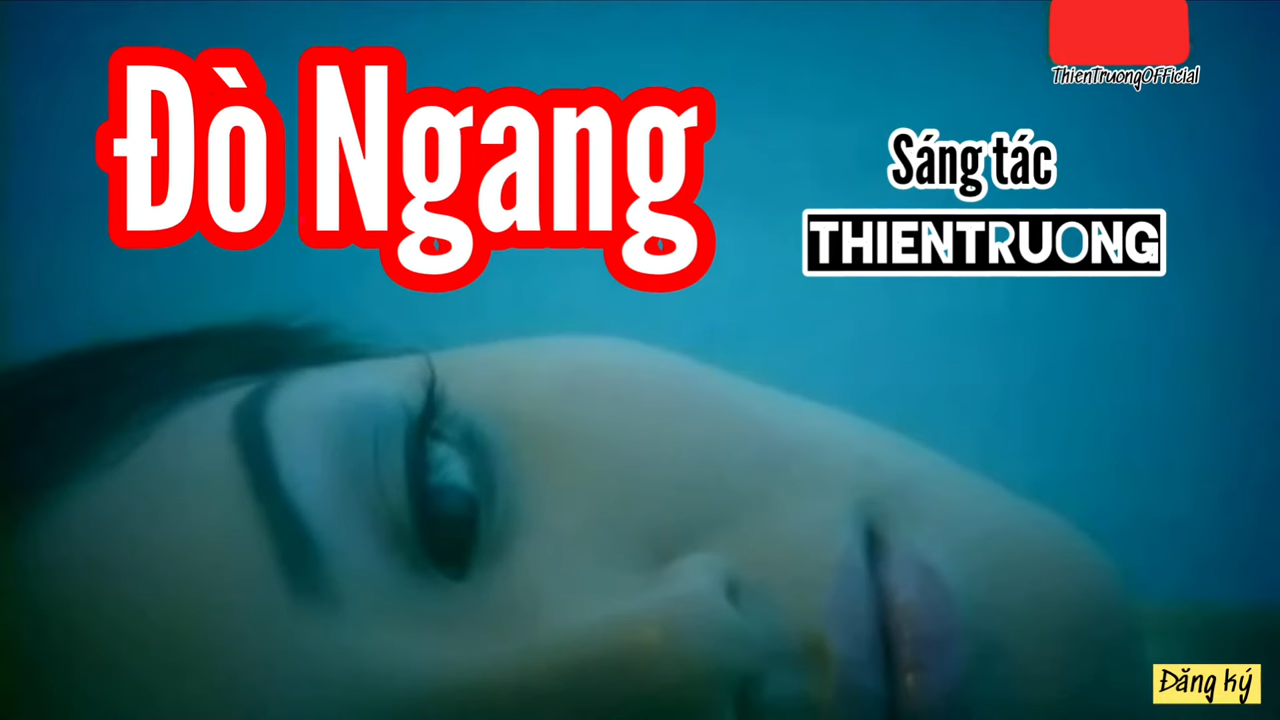 ThienTruongOFFicial
Đò Ngang
Sáng tác
THIENTRUONG
Đăng ký